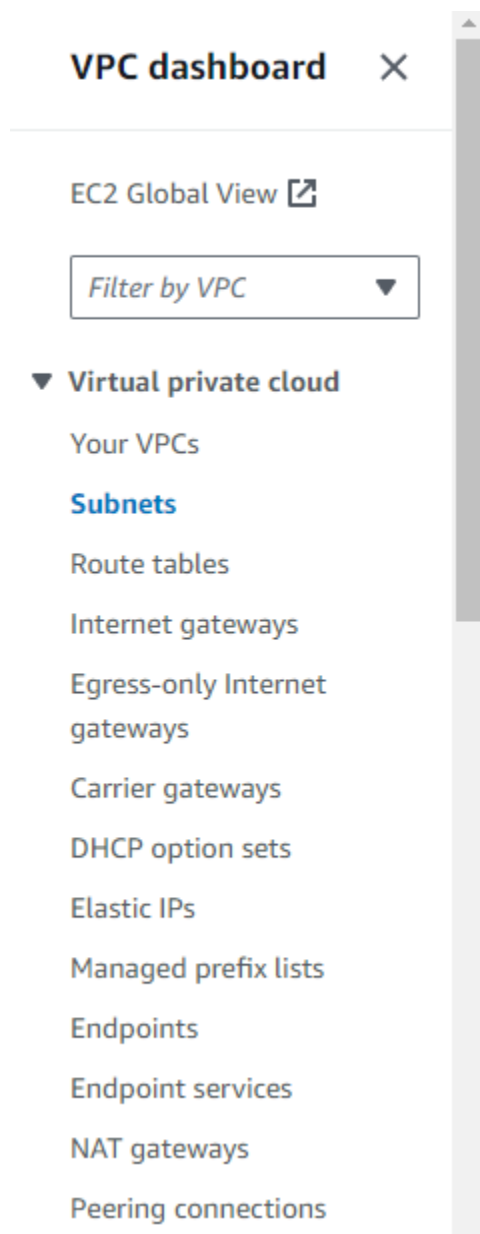 VPC dashboard
EC2 Global View
Filter by VPC
Virtual private cloud
Your VPCs
Subnets
Route tables
Internet gateways
Egress-only Internet
gateways
Carrier gateways
DHCP option sets
Elastic IPs
Managed prefix lists
Endpoints
Endpoint services
NAT gateways
Peering connections